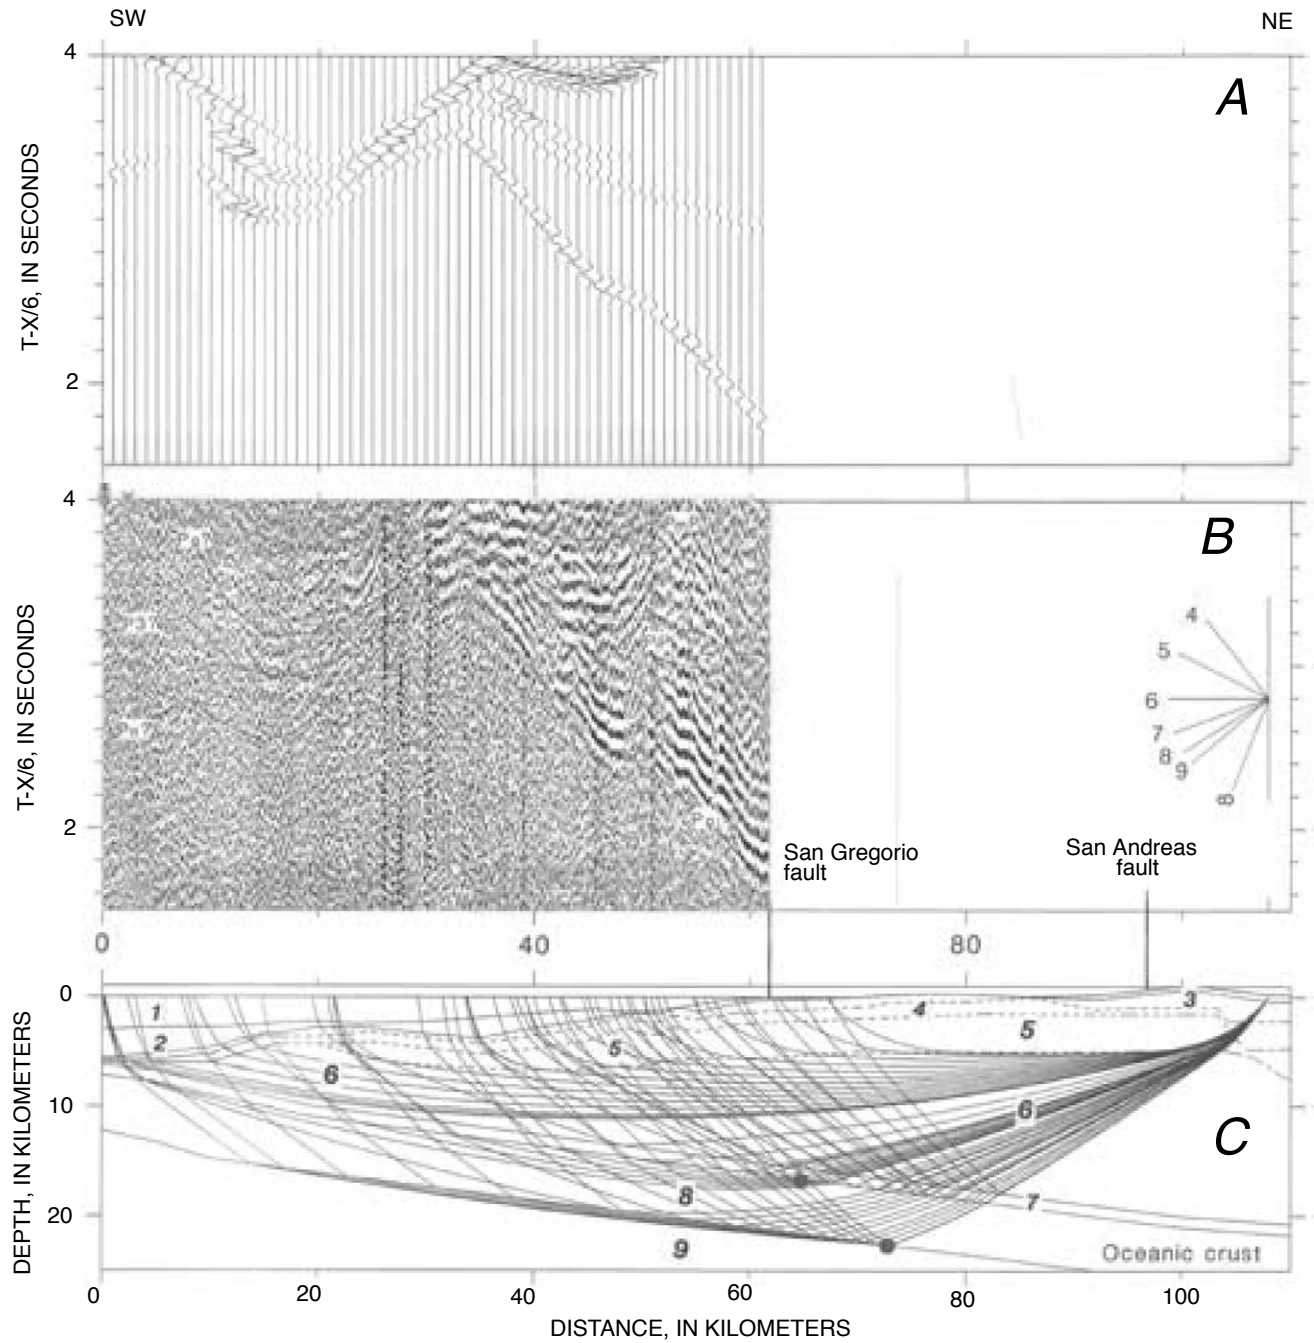 SW
NE
4
A
T-X/6, IN SECONDS
2
4
B
T-X/6, IN SECONDS
4
5
6
7
8
9
8
2
San Gregorio
fault
San Andreas
fault
0
40
80
0
1
2
3
4
5
5
6
6
10
C
DEPTH, IN KILOMETERS
8
7
20
9
Oceanic crust
0
20
40
60
80
100
DISTANCE, IN KILOMETERS